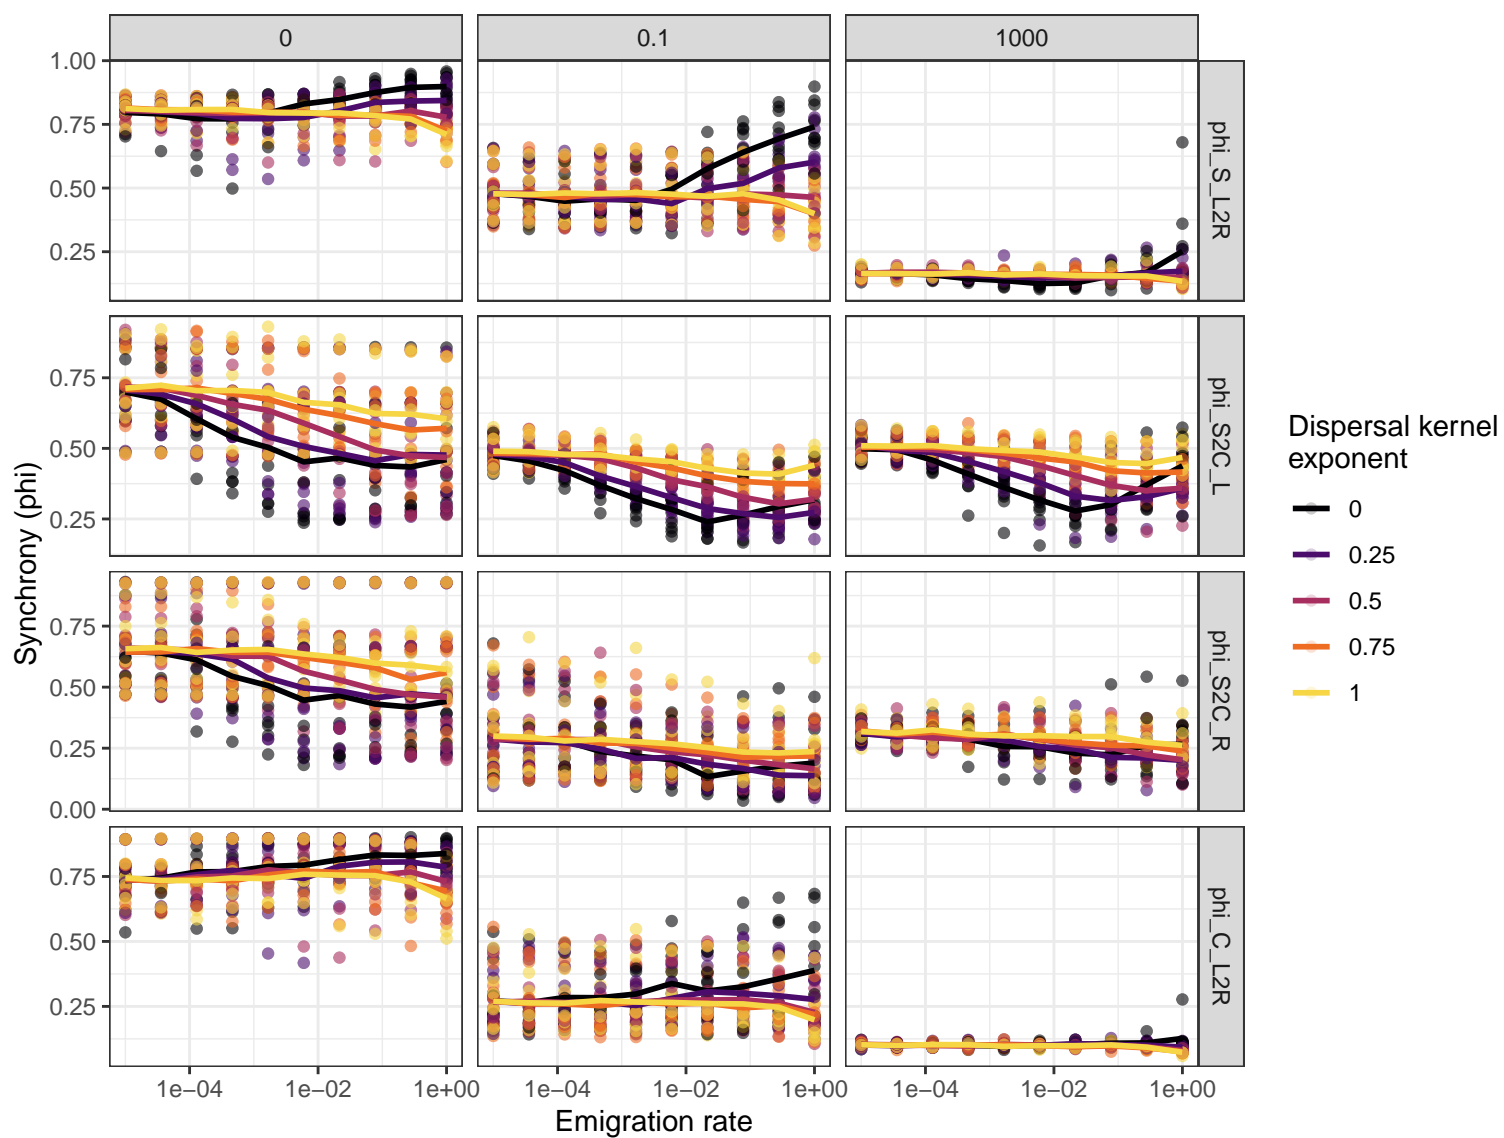 0
0.1
1000
1.00
0.75
0.50
0.25
phi_S_L2R
0.75
0.50
0.25
phi_S2C_L
0.75
0.50
0.25
0.00
phi_S2C_R
0.75
0.50
0.25
phi_C_L2R
Synchrony (phi)
1e−04
1e−02
1e+00
1e−04
1e−02
1e+00
1e−04
1e−02
1e+00
Emigration rate
Dispersal kernel
exponent
0
0.25
0.5
0.75
1